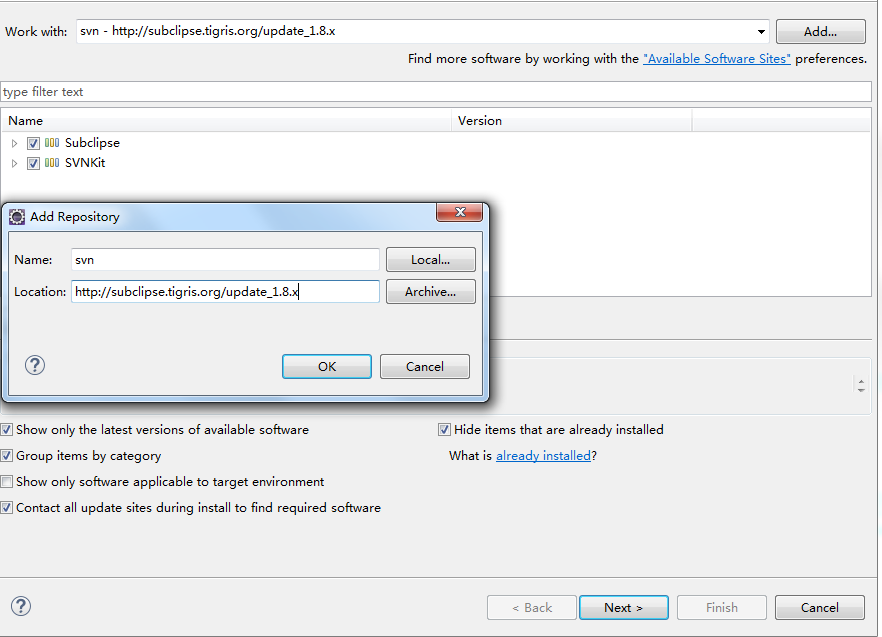 Work with: svn - http://subclipse.tigris.org/update_1.8.x Add...
Find more software by working with the "Available Software Sites" preferences.
type filter text
Name Version
Subclipse
SVNKit
Add Repository
Name: svn Local...
Location: http://subclipse.tigris.org/update_1.8.x Archive...
? OK Cancel
Show only the latest versions of available software Hide items that are already installed
Group items by category What is already installed?
Show only software applicable to target environment
Contact all update sites during install to find required software
? < Back Next > Finish Cancel